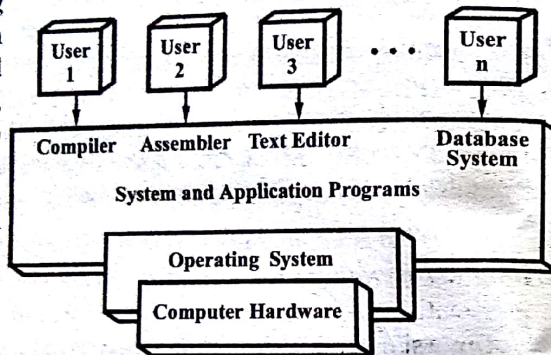 User 1
User 2
User 3
• • •
User n
Compiler Assembler Text Editor Database System
System and Application Programs
Operating System
Computer Hardware